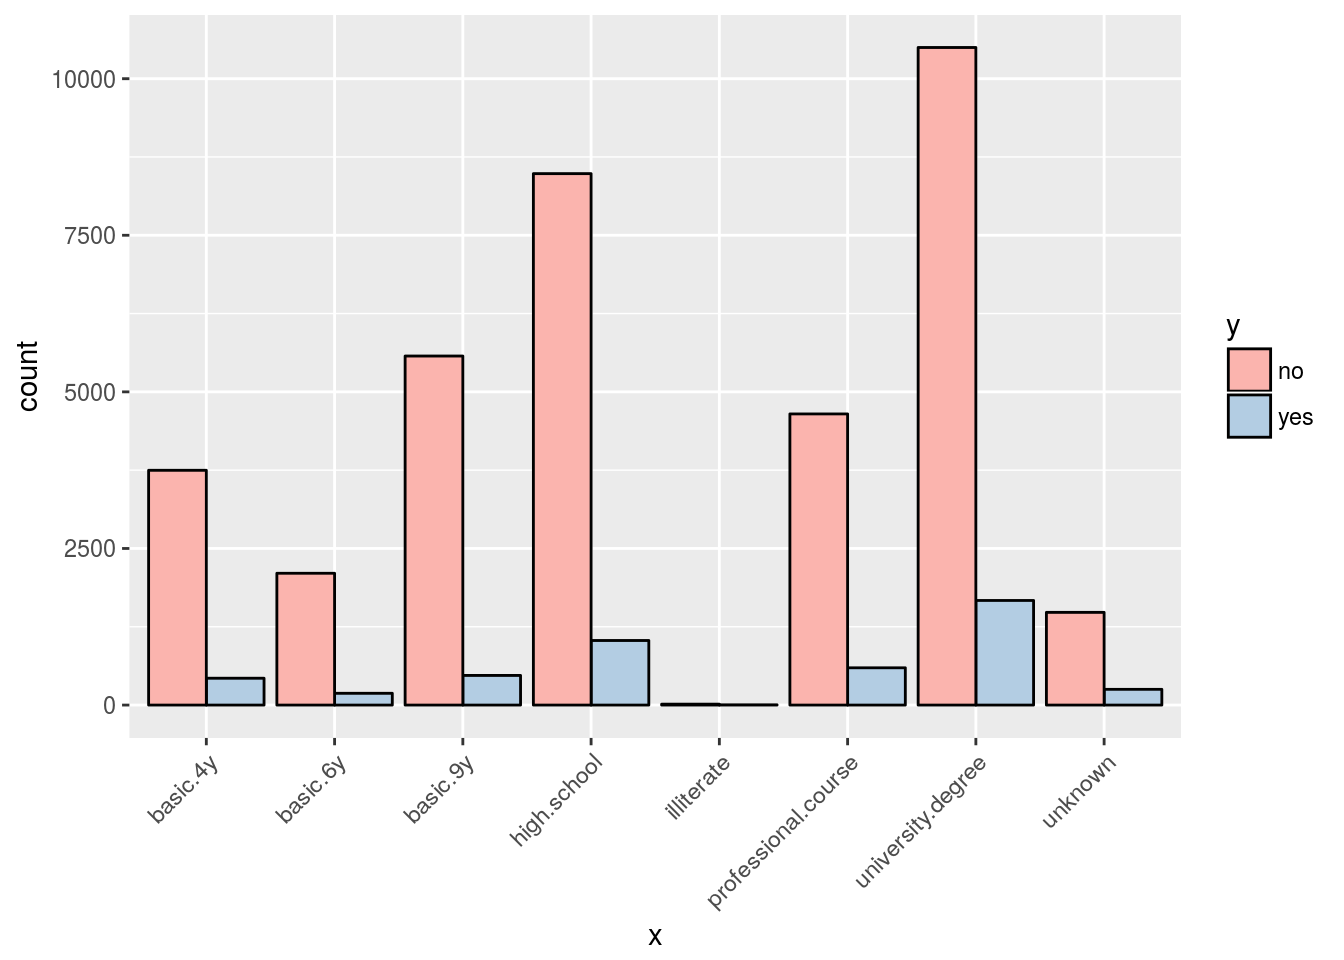 count
10000
7500
5000
2500
0
basic.4y
basic.6y
basic.9y
high.school
illiterate
professional.course
university.degree
unknown
x
y
no
yes